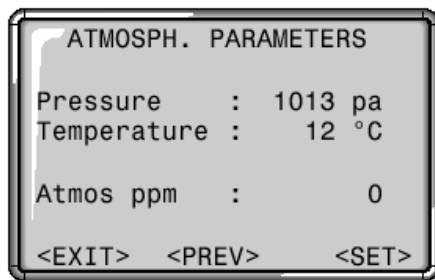 ATMOSPH. PARAMETERS
Pressure : 1013 pa
Temperature : 12 °C
Atmos ppm : 0
<EXIT> <PREV> <SET>